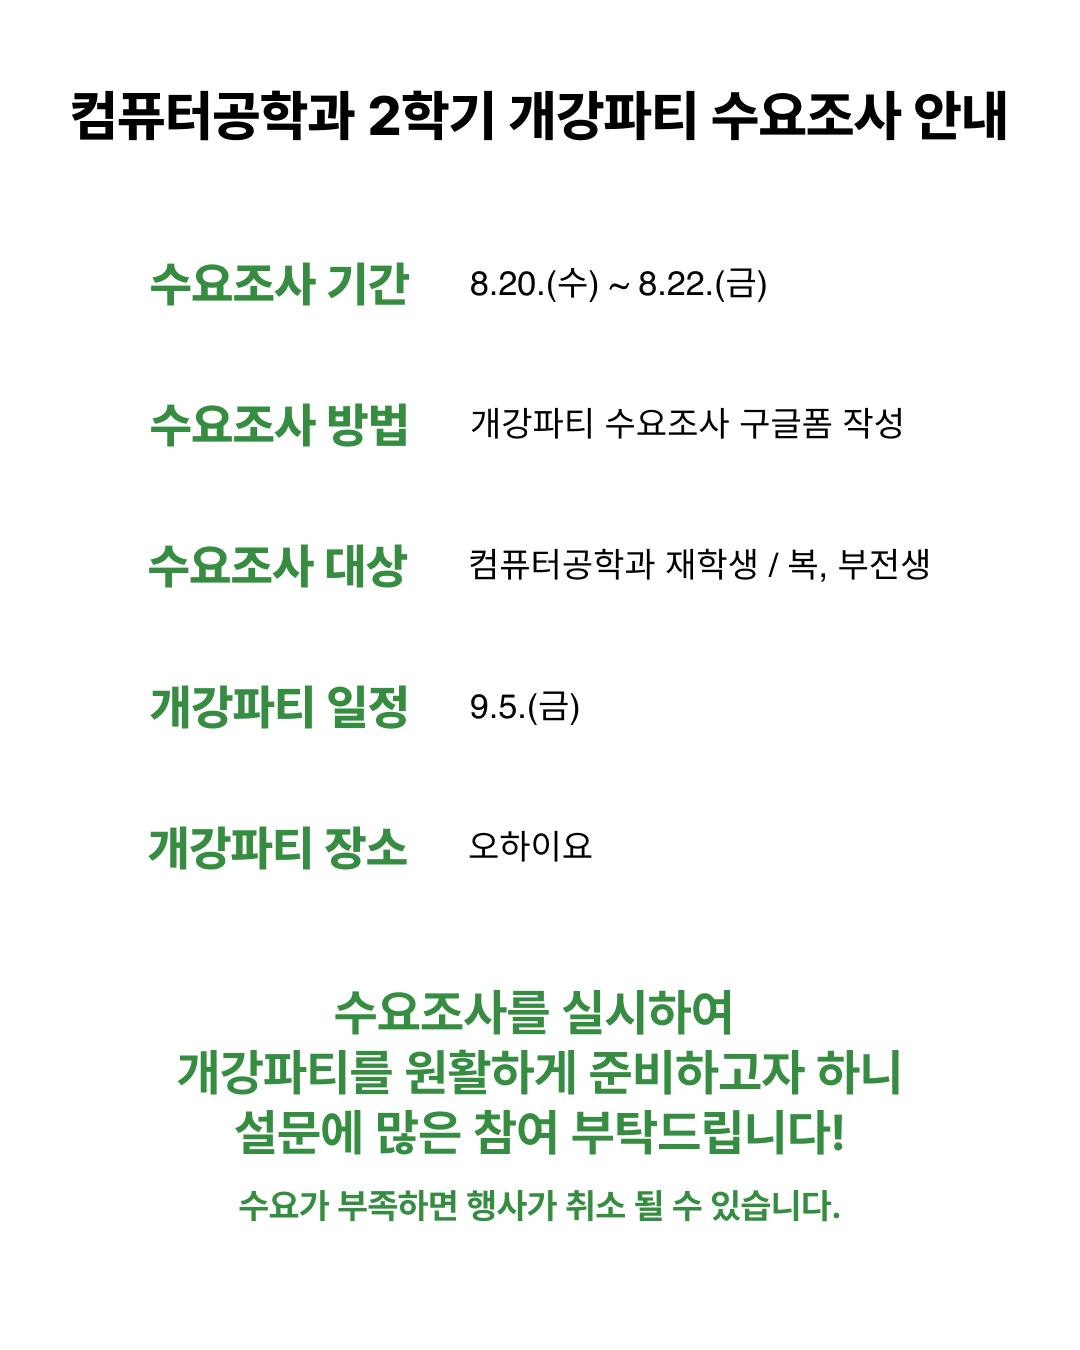 컴퓨터공학과 2학기 개강파티 수요조사 안내
수요조사 기간 8.20.(수) ~ 8.22.(금)
수요조사 방법 개강파티 수요조사 구글폼 작성
수요조사 대상 컴퓨터공학과 재학생 / 복, 부전생
개강파티 일정 9.5.(금)
개강파티 장소 오하이요
수요조사를 실시하여
개강파티를 원활하게 준비하고자 하니
설문에 많은 참여 부탁드립니다!
수요가 부족하면 행사가 취소 될 수 있습니다.